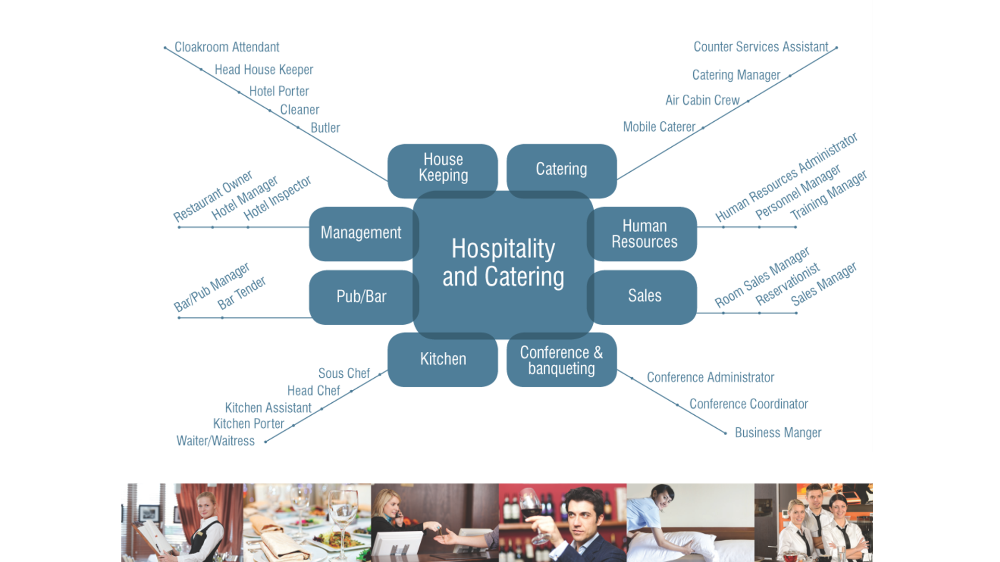 Cloakroom Attendant
Head House Keeper
Hotel Porter
Cleaner
Butler
Counter Services Assistant
Catering Manager
Air Cabin Crew
Mobile Caterer
House
Keeping
Catering
Restaurant Owner
Hotel Manager
Hotel Inspector
Management
Human
Resources
Human Resources Administrator
Personnel Manager
Training Manager
Hospitality
and Catering
Bar/Pub Manager
Bar Tender
Pub/Bar
Sales
Room Sales Manager
Reservationist
Sales Manager
Kitchen
Conference &
banqueting
Sous Chef
Head Chef
Kitchen Assistant
Kitchen Porter
Waiter/Waitress
Conference Administrator
Conference Coordinator
Business Manger